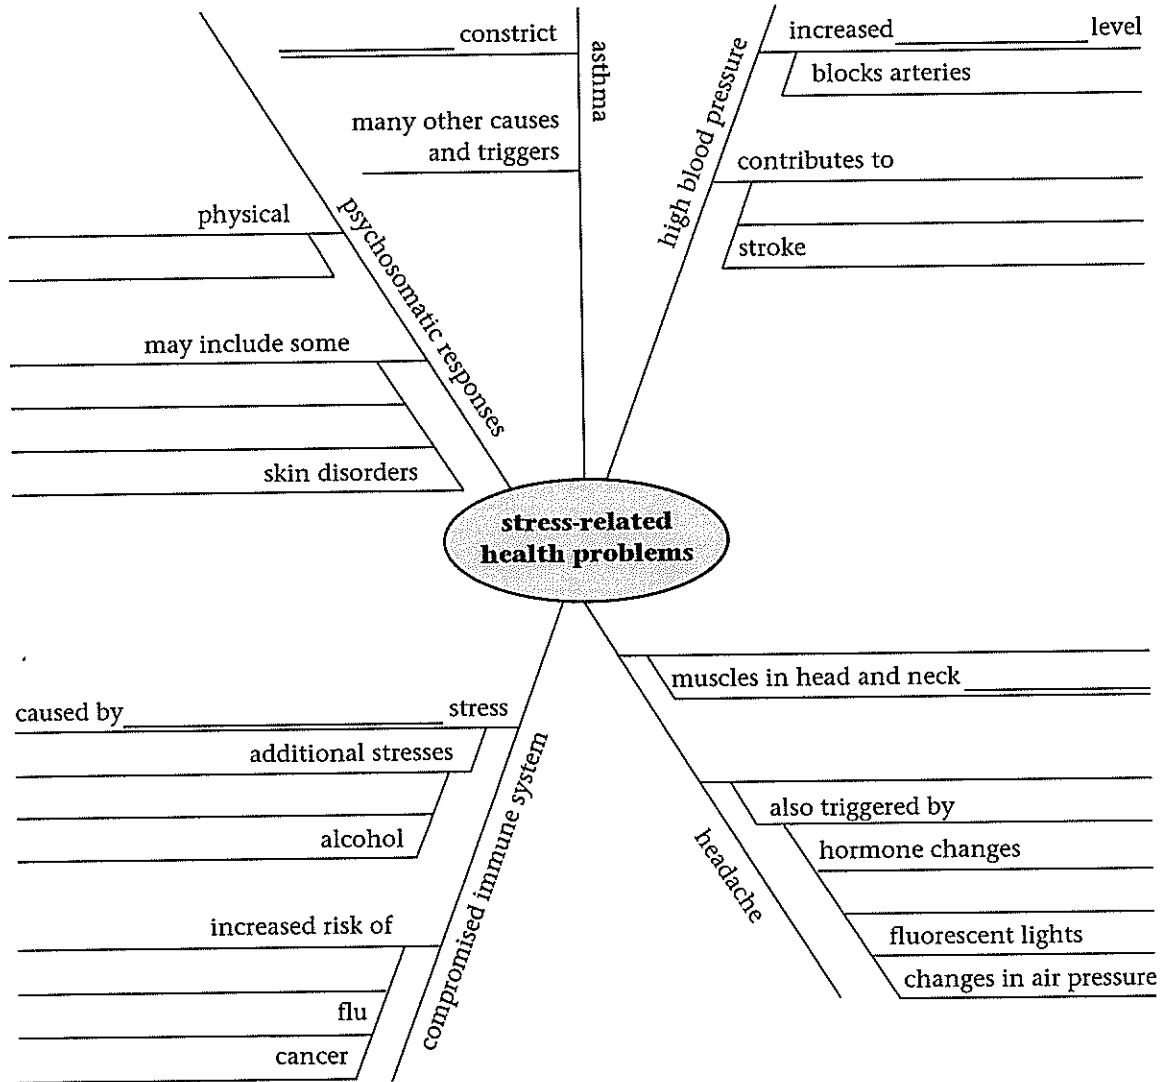 constrict
many other causes
and triggers
asthma
increased level
blocks arteries
contributes to
stroke
high blood pressure
physical
may include some
skin disorders
psychosomatic responses
stress-related
health problems
caused by stress
additional stresses
alcohol
increased risk of
flu
cancer
compromised immune system
muscles in head and neck
also triggered by
hormone changes
fluorescent lights
changes in air pressure
headache